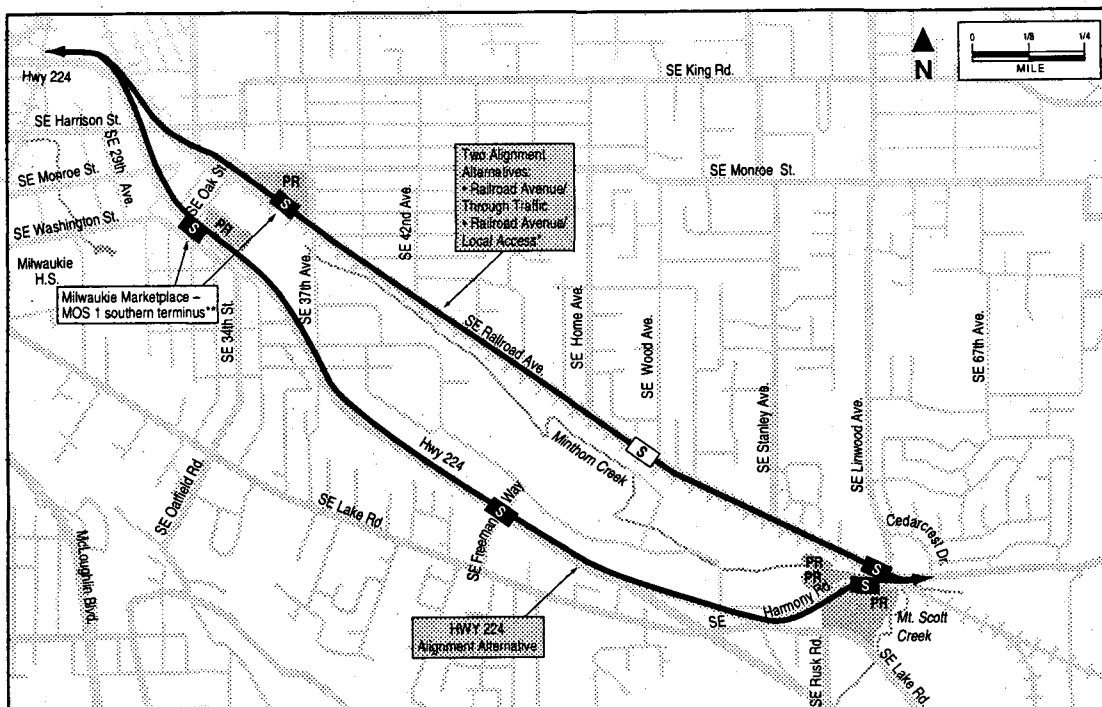 0 1/8 1/4
MILE
N
Hwy 224
SE King Rd.
SE Harrison St.
SE 29th Ave.
SE Monroe St.
SE Oak St.
PR
S
Two Alignment
Alternatives:
• Railroad Avenue/
Through Traffic
• Railroad Avenue/
Local Access*
SE Monroe St.
SE 42nd Ave.
SE Washington St.
PR
S
Milwaukie
H.S.
SE 37th Ave.
Milwaukie Marketplace –
MOS 1 southern terminus**
SE 34th St.
SE Railroad Ave.
SE Home Ave.
SE Wood Ave.
SE Stanley Ave.
SE Linwood Ave.
SE 67th Ave.
S
Minthorn Creek
Hwy 224
SE Oatfield Rd.
SE Lake Rd.
SE Freeman Way
S
McLoughlin Blvd.
Cedarcrest Dr.
PR
PR
S
S
Harmony Rd.
PR
SE
Mt. Scott
Creek
HWY 224
Alignment Alternative
SE Rusk Rd.
SE Lake Rd.